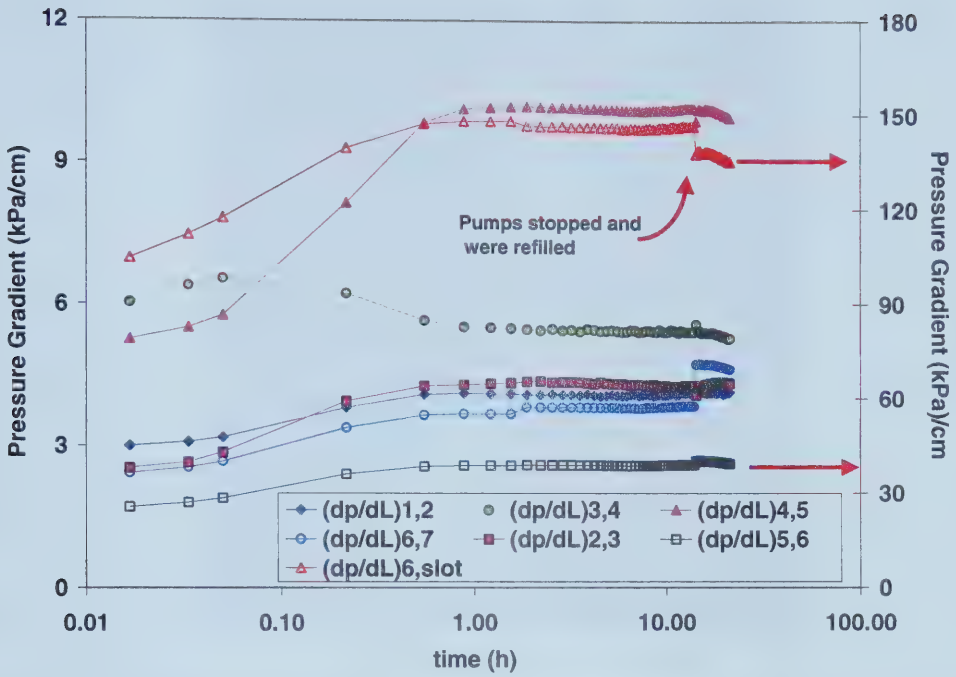 12
9
6
3
0
Pressure Gradient (kPa/cm)
180
150
120
90
60
30
0
Pressure Gradient (kPa)/cm
0.01
0.10
1.00
10.00
100.00
time (h)
Pumps stopped and
were refilled
(dp/dL)1,2
(dp/dL)3,4
(dp/dL)4,5
(dp/dL)6,7
(dp/dL)2,3
(dp/dL)5,6
(dp/dL)6,slot